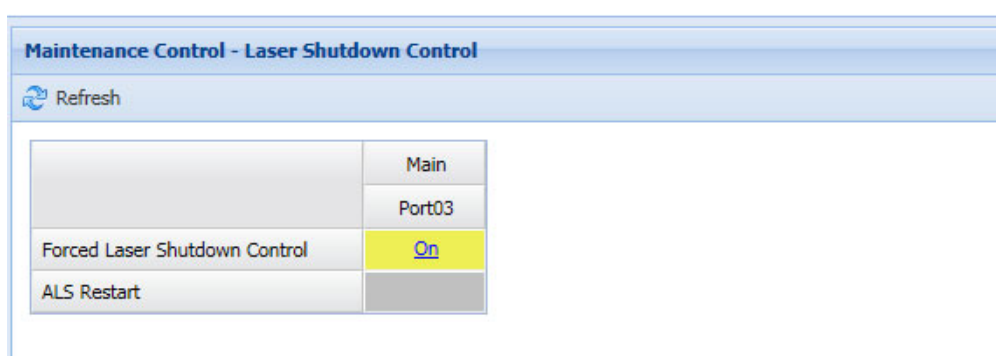 Maintenance Control - Laser Shutdown Control
Refresh
Main
Port03
Forced Laser Shutdown Control On
ALS Restart